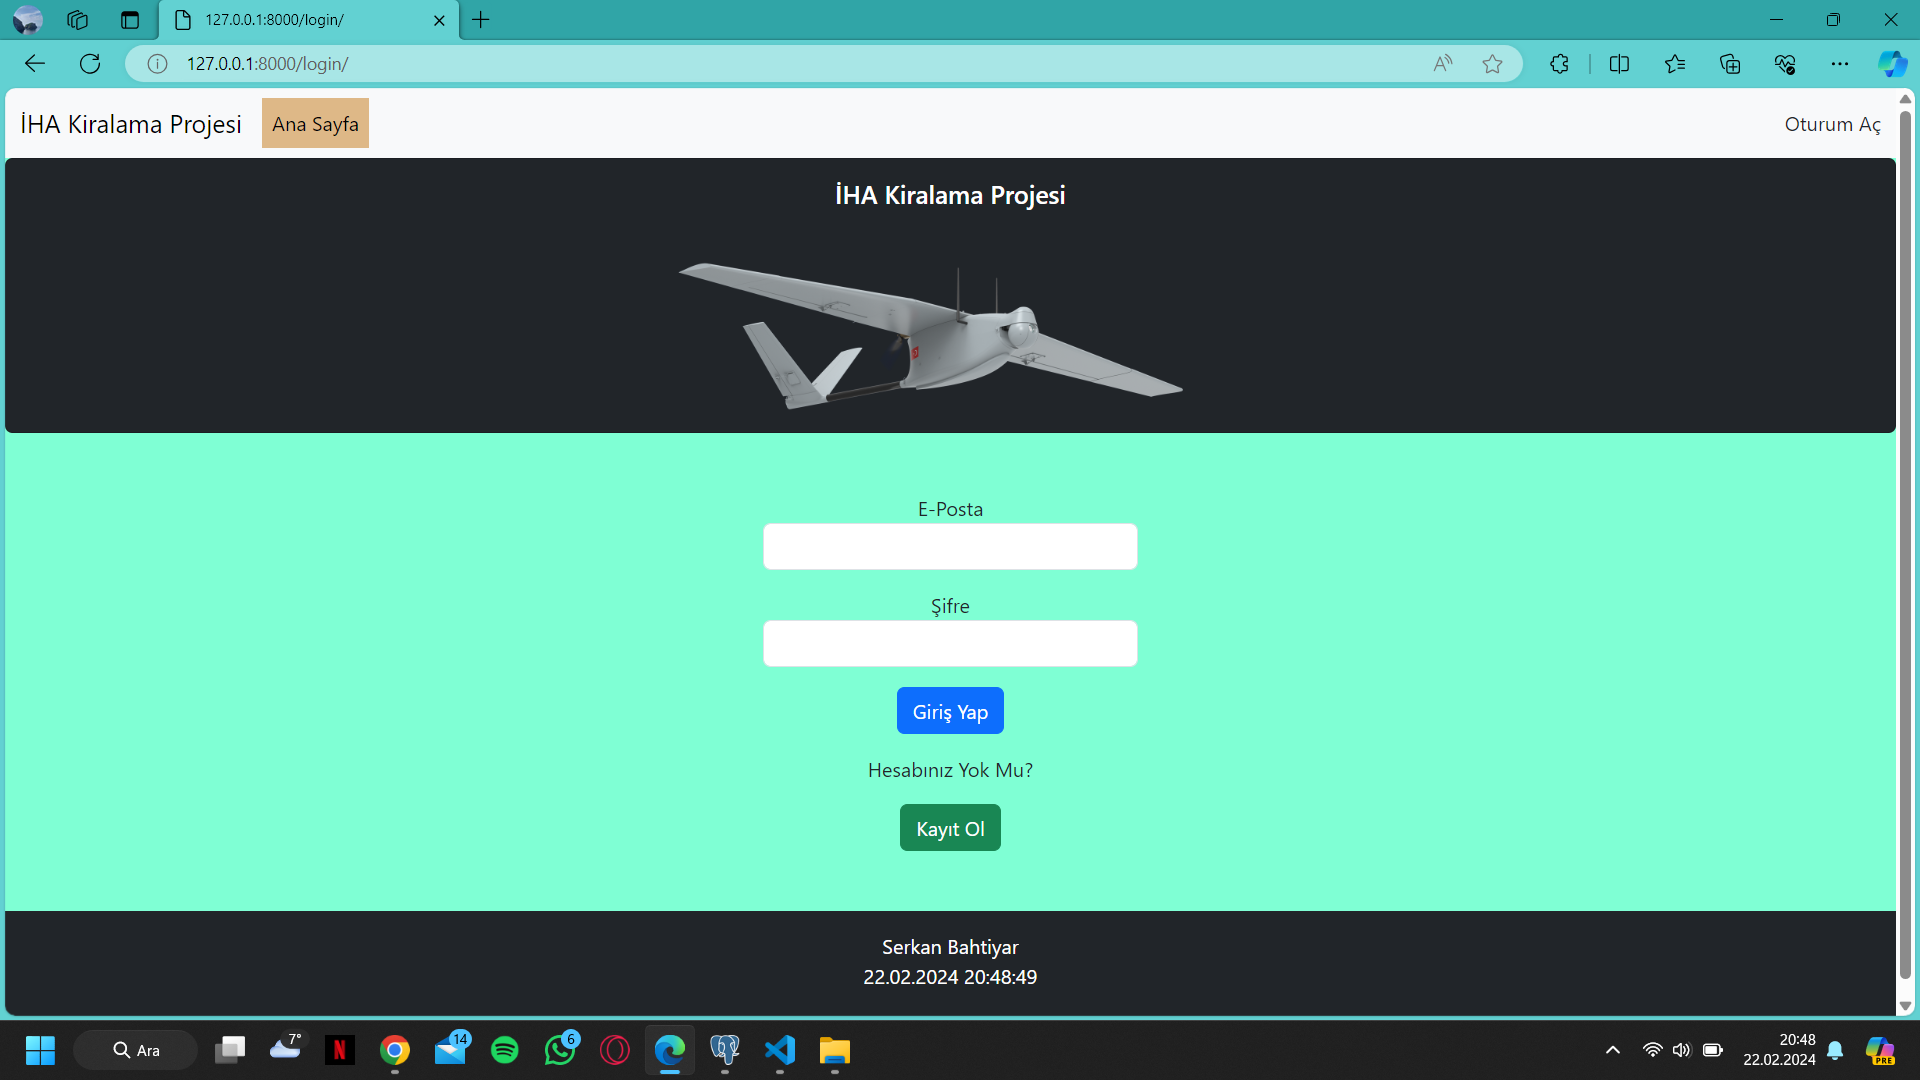 127.0.0.1:8000/login/
127.0.0.1:8000/login/
İHA Kiralama Projesi
Ana Sayfa
Oturum Aç
İHA Kiralama Projesi
E-Posta
Şifre
Giriş Yap
Hesabınız Yok Mu?
Kayıt Ol
Serkan Bahtiyar
22.02.2024 20:48:49
Ara
7°
N
14
6
20:48
22.02.2024
PRE